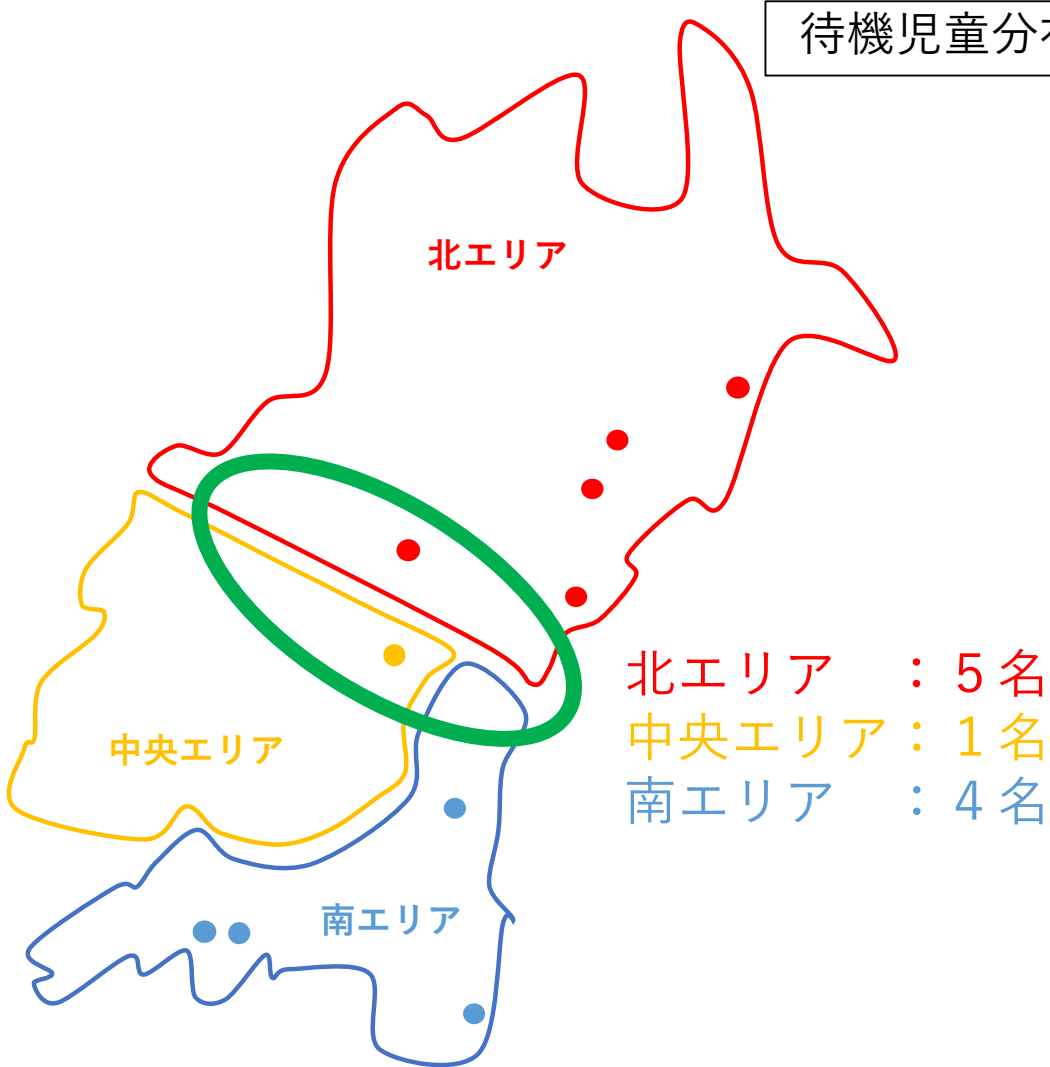 待機児童分
北エリア
北エリア ：５名
中央エリア：１名
南エリア ：４名
中央エリア
南エリア